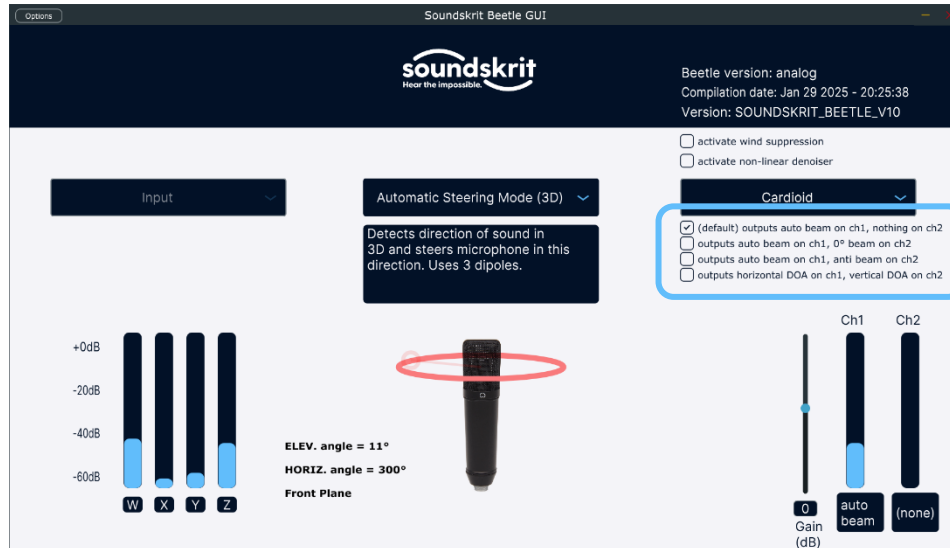 Options
Soundskrit Beetle GUI
soundskrit
Hear the impossible.
Beetle version: analog
Compilation date: Jan 29 2025 - 20:25:38
Version: SOUNDSKRIT_BEETLE_V10
activate wind suppression
activate non-linear denoiser
Input
Automatic Steering Mode (3D)
Cardioid
Detects direction of sound in
3D and steers microphone in this
direction. Uses 3 dipoles.
(default) outputs auto beam on ch1, nothing on ch2
outputs auto beam on ch1, 0° beam on ch2
outputs auto beam on ch1, anti beam on ch2
outputs horizontal DOA on ch1, vertical DOA on ch2
Ch1 Ch2
+0dB
-20dB
-40dB
-60dB
W X Y Z
ELEV. angle = 11°
HORIZ. angle = 300°
Front Plane
0
Gain
(dB)
auto
beam
(none)